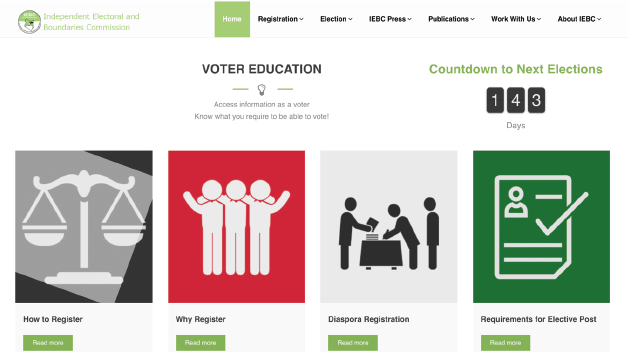 Independent Electoral and
Boundaries Commission
Home Registration Election IEBC Press Publications Work With Us About IEBC
VOTER EDUCATION
Access information as a voter
Know what you require to be able to vote!
Countdown to Next Elections
1 4 3
Days
How to Register
Read more
Why Register
Read more
Diaspora Registration
Read more
Requirements for Elective Post
Read more